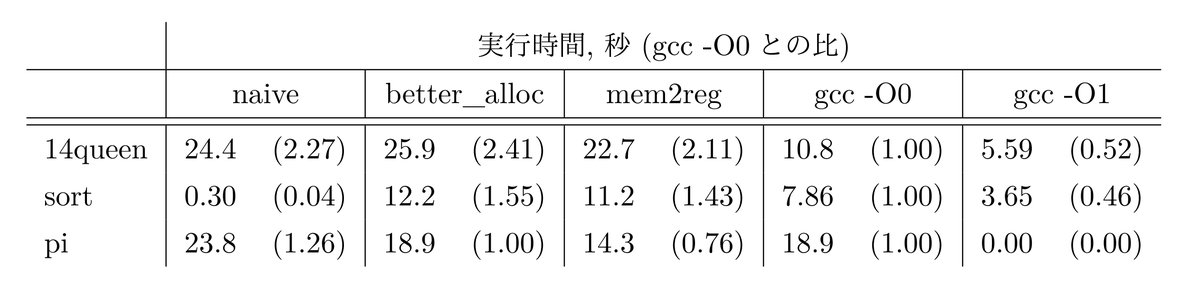 実行時間, 秒 (gcc -O0 との比)
naive better_alloc mem2reg gcc -O0 gcc -O1
14queen 24.4 (2.27) 25.9 (2.41) 22.7 (2.11) 10.8 (1.00) 5.59 (0.52)
sort 0.30 (0.04) 12.2 (1.55) 11.2 (1.43) 7.86 (1.00) 3.65 (0.46)
pi 23.8 (1.26) 18.9 (1.00) 14.3 (0.76) 18.9 (1.00) 0.00 (0.00)